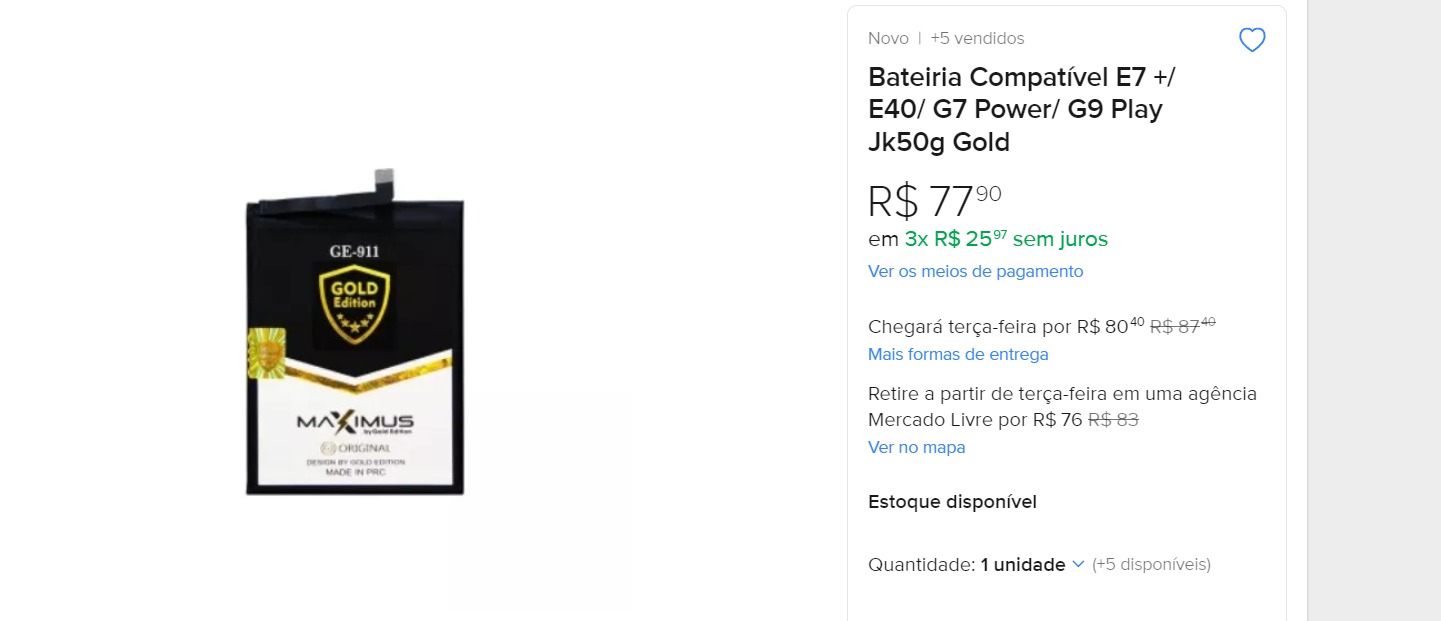 GE-911
GOLD
Edition
MAXIMUS
by Gold Edition
ORIGINAL
DESIGN BY GOLD EDITION
MADE IN PRC
Novo | +5 vendidos
Bateiria Compatível E7 +/
E40/ G7 Power/ G9 Play
Jk50g Gold
R$ 77 90
em 3x R$ 25 97 sem juros
Ver os meios de pagamento
Chegará terça-feira por R$ 80 40 R$ 87 40
Mais formas de entrega
Retire a partir de terça-feira em uma agência
Mercado Livre por R$ 76 R$ 83
Ver no mapa
Estoque disponível
Quantidade: 1 unidade (+5 disponíveis)